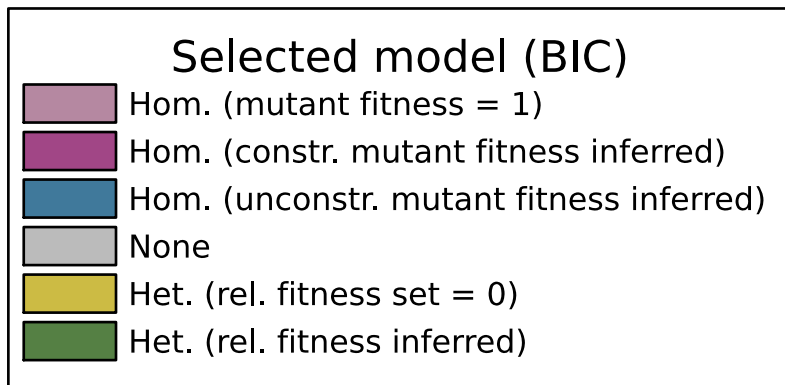 Selected model (BIC)
Hom. (mutant fitness = 1)
Hom. (constr. mutant fitness inferred)
Hom. (unconstr. mutant fitness inferred)
None
Het. (rel. fitness set = 0)
Het. (rel. fitness inferred)